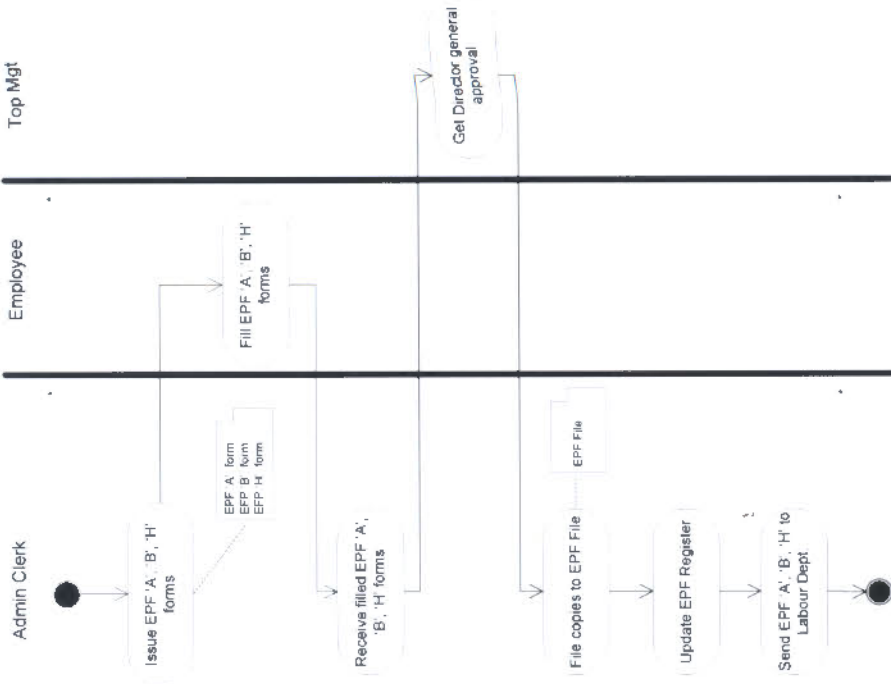 Admin Clerk
Employee
Top Mgt
Issue EPF 'A', 'B', 'H'
forms
EPF 'A' form
EFP 'B' form
EFP 'H' form
Fill EPF 'A', 'B', 'H'
forms
Receive filled EPF 'A',
'B', 'H' forms
Get Director general
approval
File copies to EPF File
EPF File
Update EPF Register
Send EPF 'A', 'B', 'H' to
Labour Dept.